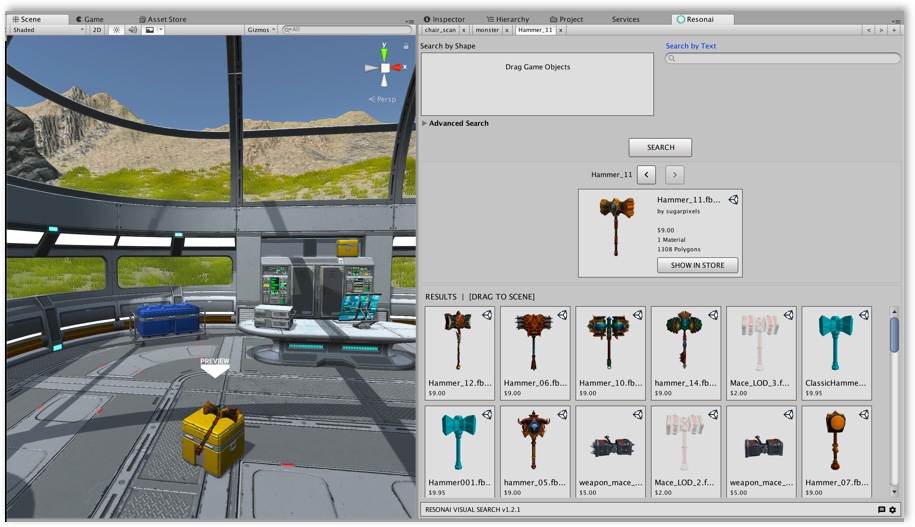 Scene Game Asset Store
Shaded 2D Gizmos All
y
x
Persp
PREVIEW
Inspector Hierarchy Project Services Resonai
chair_scan x monster x Hammer_11 x < > +
Search by Shape Search by Text
Drag Game Objects
Advanced Search
SEARCH
Hammer_11 < >
Hammer_11.fb...
by sugarpixels
$9.00
1 Material
1308 Polygons
SHOW IN STORE
RESULTS | [DRAG TO SCENE]
Hammer_12.fb... Hammer_06.fb... Hammer_10.fb... hammer_14.fb... Mace_LOD_3.f... ClassicHamme...
$9.00 $9.00 $9.00 $9.00 $2.00 $9.95
Hammer001.fb... hammer_05.fb... weapon_mace_... Mace_LOD_2.f... weapon_mace_... Hammer_07.fb...
$9.95 $9.00 $5.00 $2.00 $5.00 $9.00
RESONAI VISUAL SEARCH v1.2.1